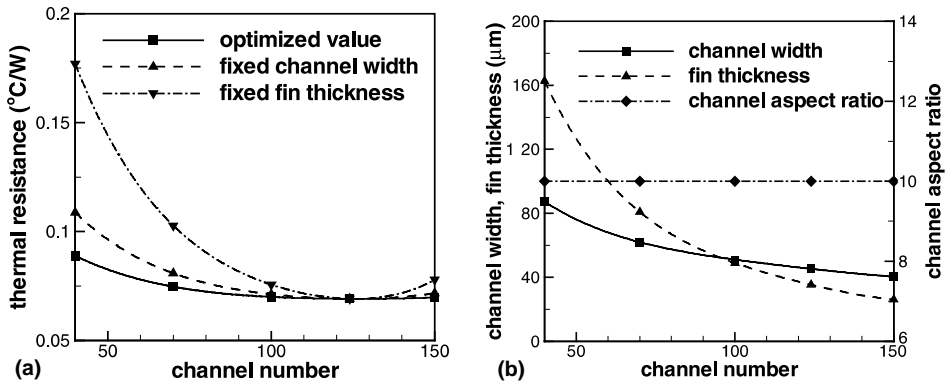 0.2
0.15
0.1
0.05
thermal resistance (°C/W)
optimized value
fixed channel width
fixed fin thickness
50
100
150
channel number
(a)
200
160
120
80
40
0
channel width, fin thickness (μm)
channel width
fin thickness
channel aspect ratio
14
12
10
8
6
channel aspect ratio
50
100
150
channel number
(b)